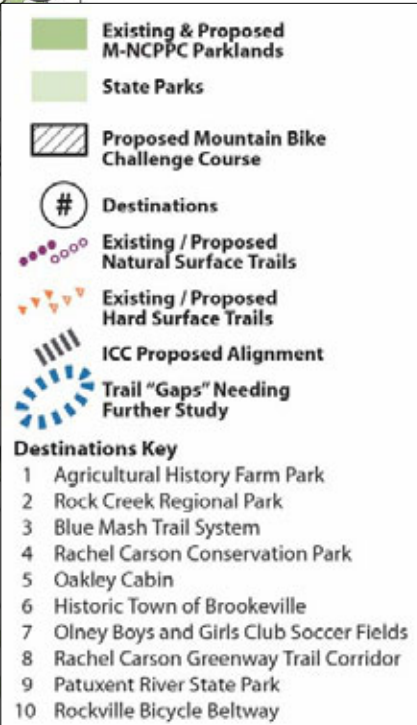 Existing & Proposed
M-NCPPC Parklands
State Parks
Proposed Mountain Bike
Challenge Course
#
Destinations
Existing / Proposed
Natural Surface Trails
Existing / Proposed
Hard Surface Trails
ICC Proposed Alignment
Trail "Gaps" Needing
Further Study
Destinations Key
1 Agricultural History Farm Park
2 Rock Creek Regional Park
3 Blue Mash Trail System
4 Rachel Carson Conservation Park
5 Oakley Cabin
6 Historic Town of Brookeville
7 Olney Boys and Girls Club Soccer Fields
8 Rachel Carson Greenway Trail Corridor
9 Patuxent River State Park
10 Rockville Bicycle Beltway